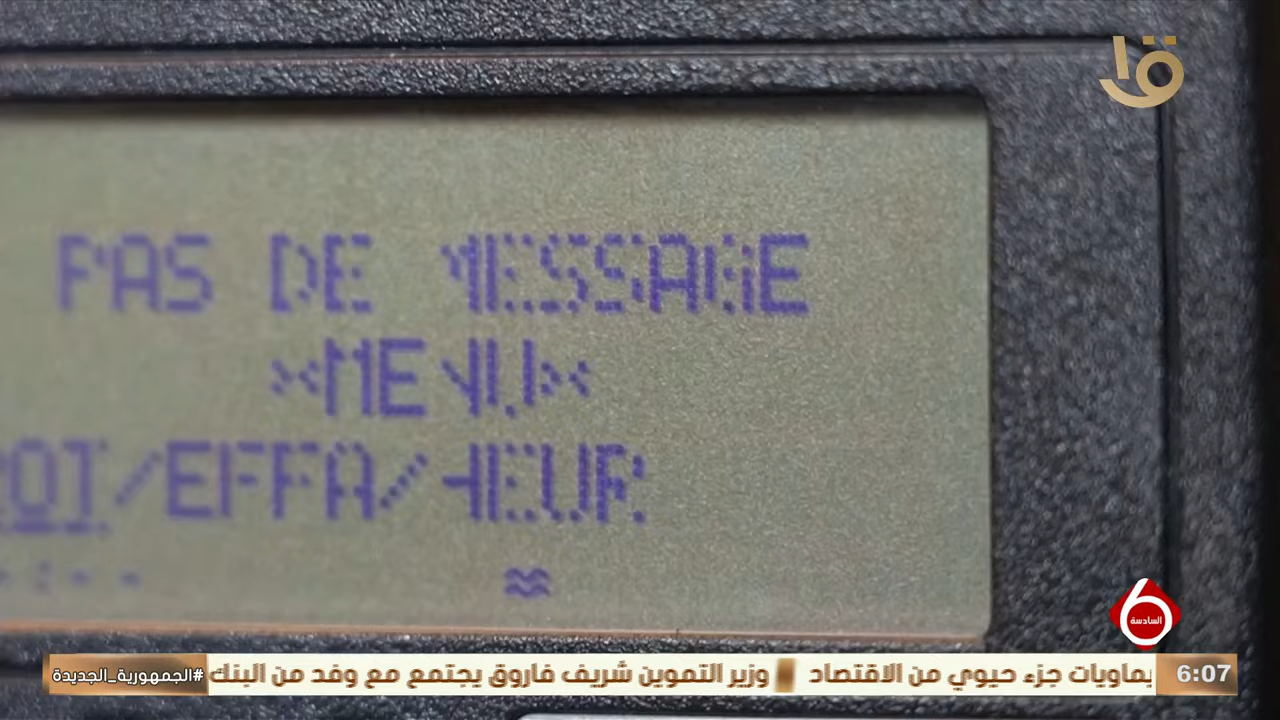 PAS DE MESSAGE
*MENU*
ROI/EFFA/HEUR
السادسة
6:07
يماويات جزء حيوي من الاقتصاد
وزير التموين شريف فاروق يجتمع مع وفد من البنك
#الجمهورية_الجديدة